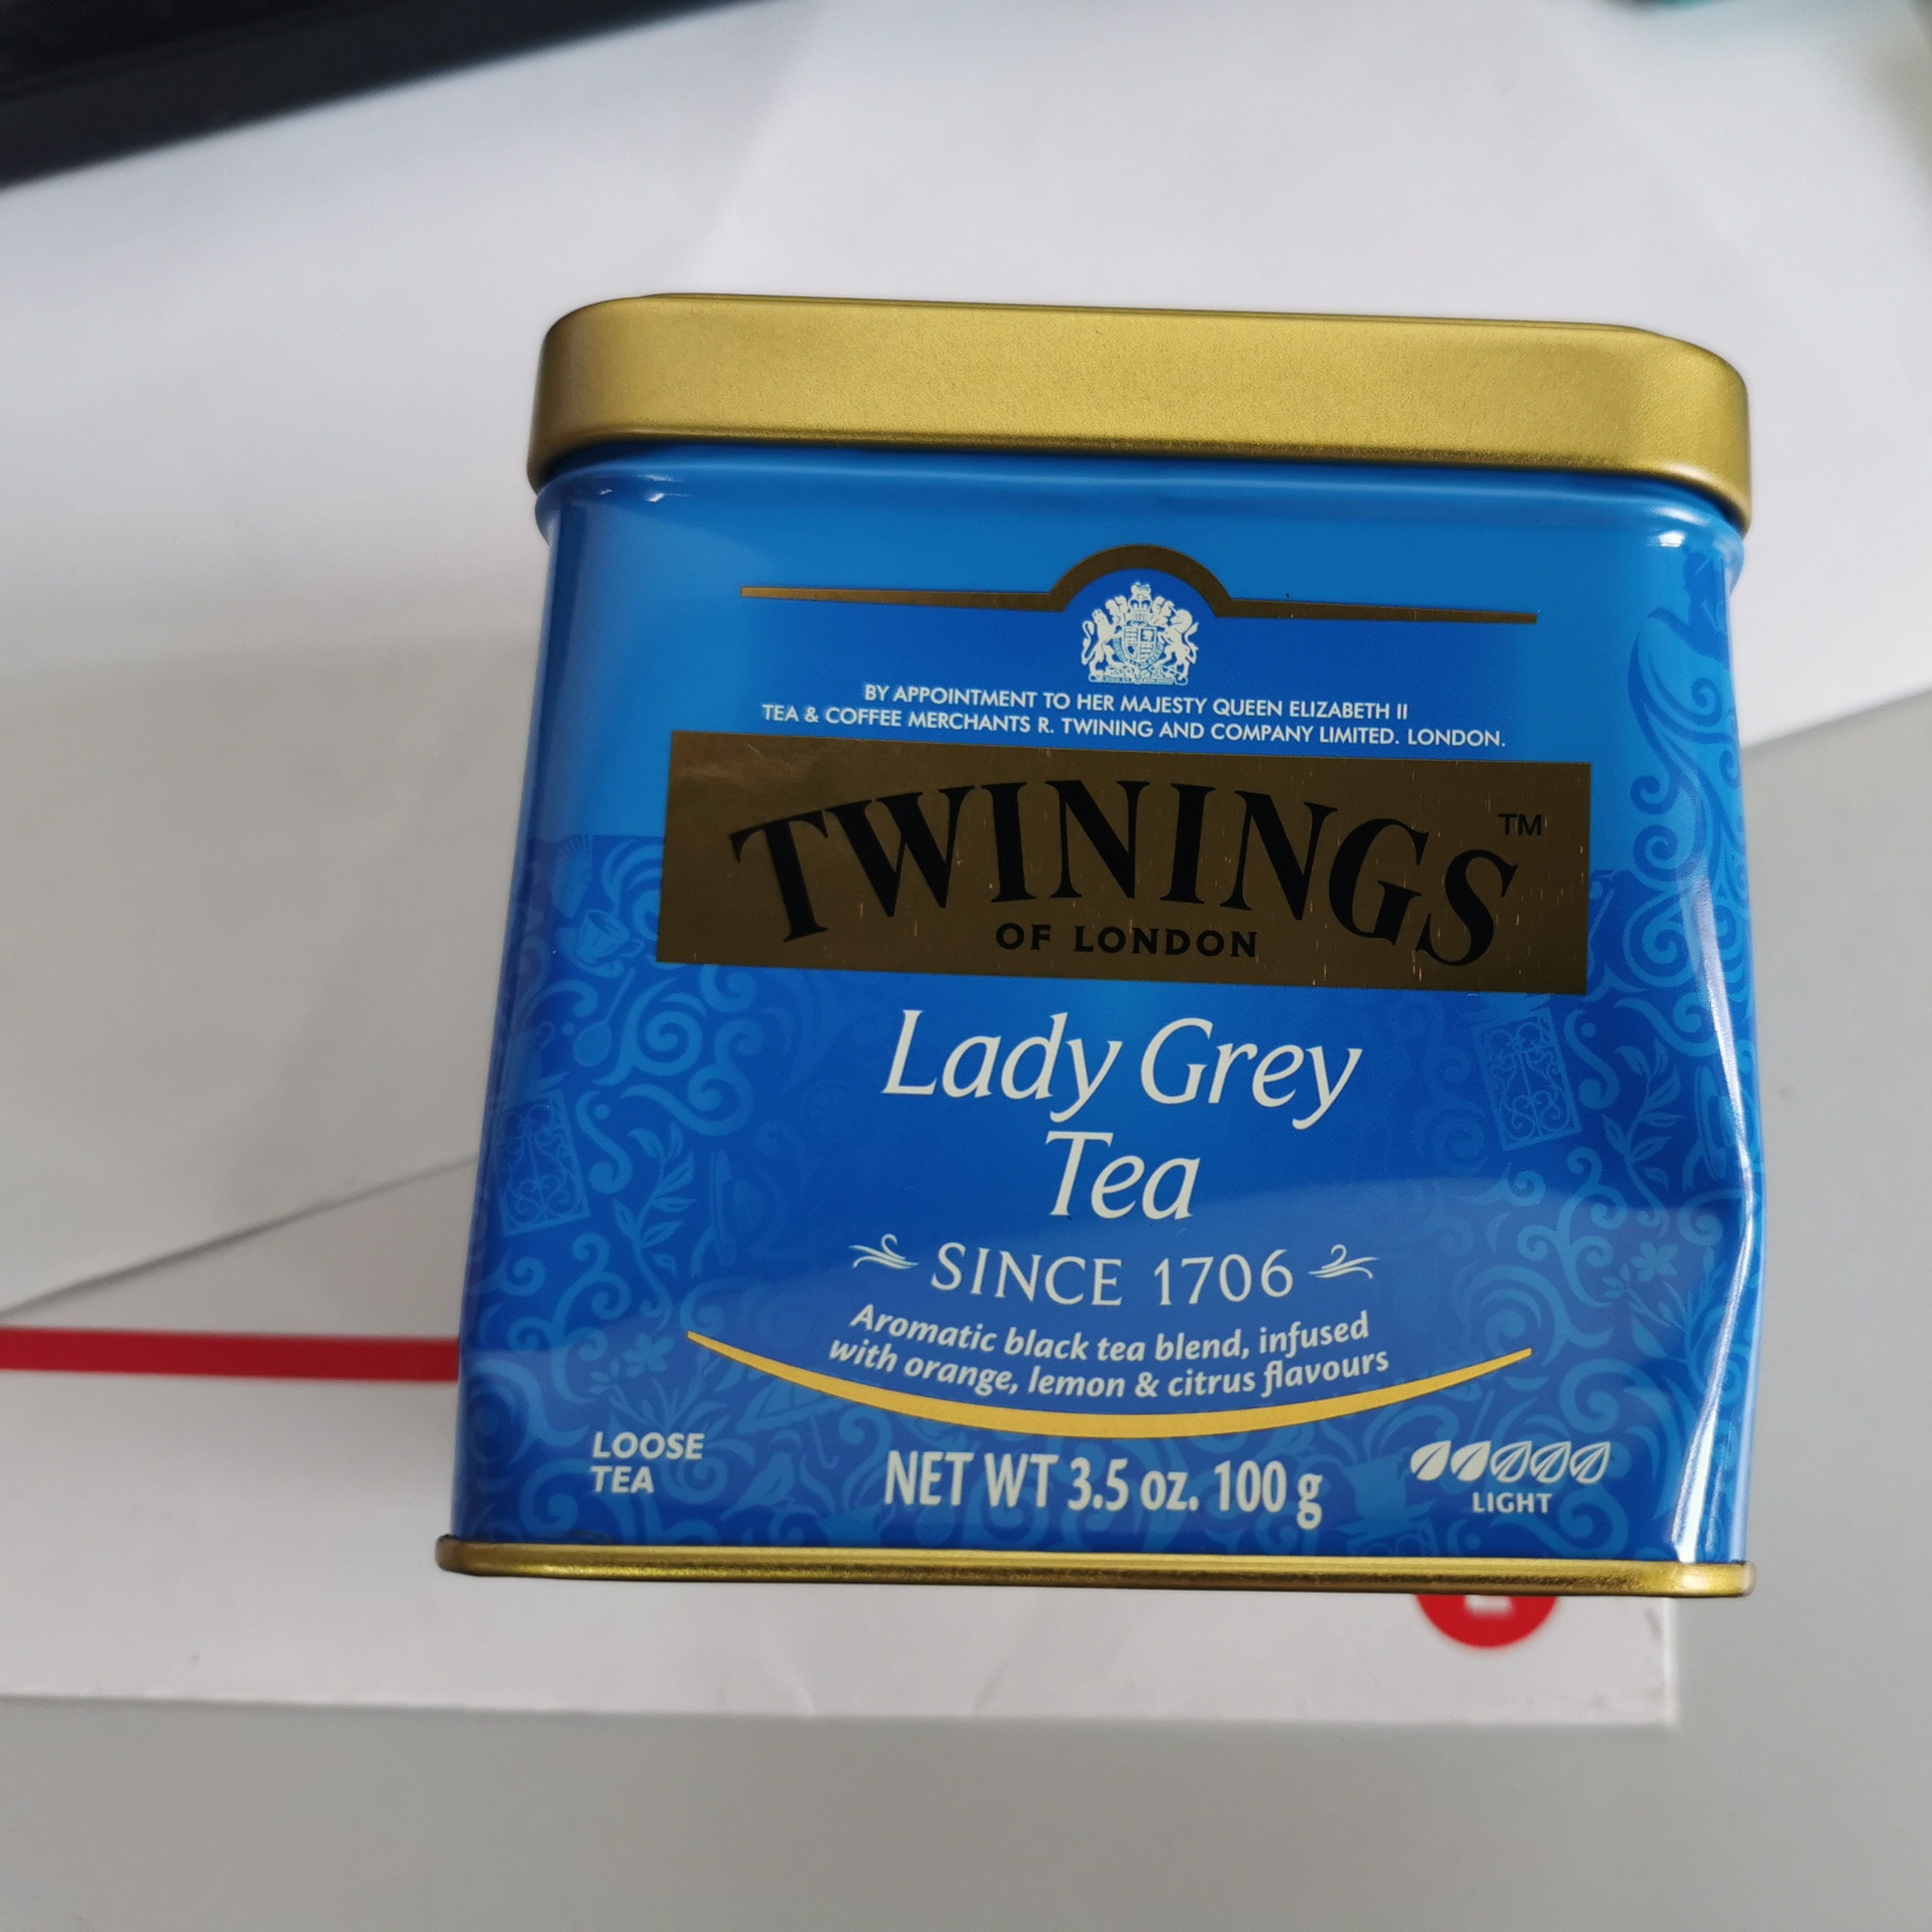 BY APPOINTMENT TO HER MAJESTY QUEEN ELIZABETH II
TEA & COFFEE MERCHANTS R. TWINING AND COMPANY LIMITED. LONDON.
TWININGS™
OF LONDON
Lady Grey
Tea
SINCE 1706
Aromatic black tea blend, infused
with orange, lemon & citrus flavours
LOOSE
TEA
NET WT 3.5 oz. 100 g
LIGHT